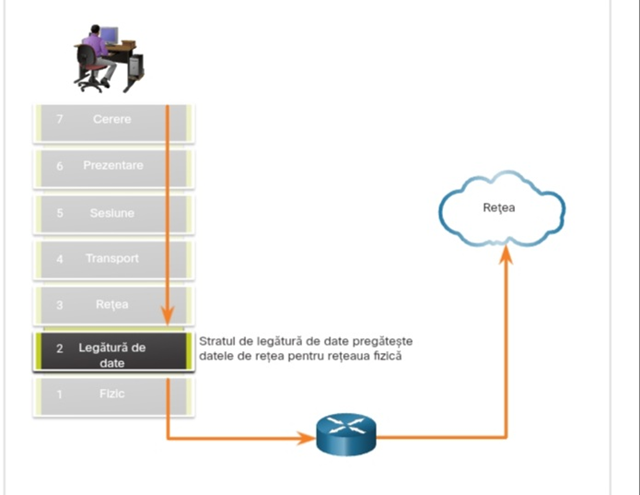 7 Cerere
6 Prezentare
5 Sesiune
4 Transport
3 Rețea
2 Legătură de
date
Stratul de legătură de date pregătește
datele de rețea pentru rețeaua fizică
1 Fizic
Rețea